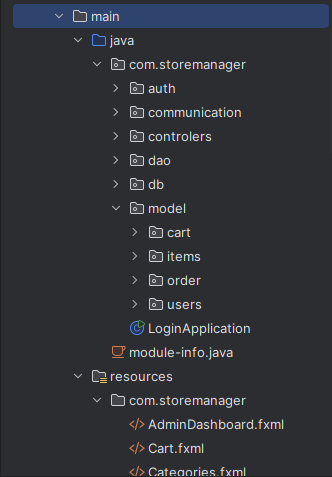 main
java
com.storemanager
auth
communication
controlers
dao
db
model
cart
items
order
users
LoginApplication
module-info.java
resources
com.storemanager
AdminDashboard.fxml
Cart.fxml
Categories.fxml